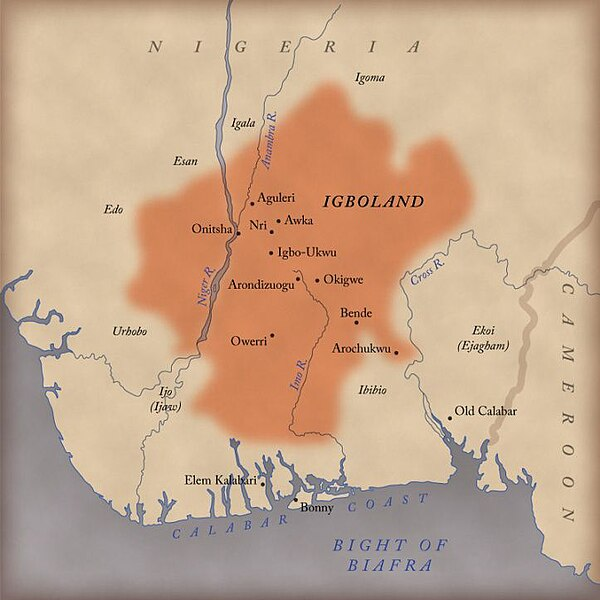 NIGERIA
Igoma
Igala
Anambra R.
Esan
Aguleri
IGBOLAND
Edo
Nri
Awka
Onitsha
Igbo-Ukwu
Niger R.
Arondizuogu
Okigwe
Cross R.
Bende
Urhobo
Owerri
Arochukwu
Ekoi
(Ejagham)
CAMEROON
Imo R.
Ijo
(Ijaw)
Ibibio
Old Calabar
Elem Kalabari
Bonny
CALABAR COAST
BIGHT OF
BIAFRA